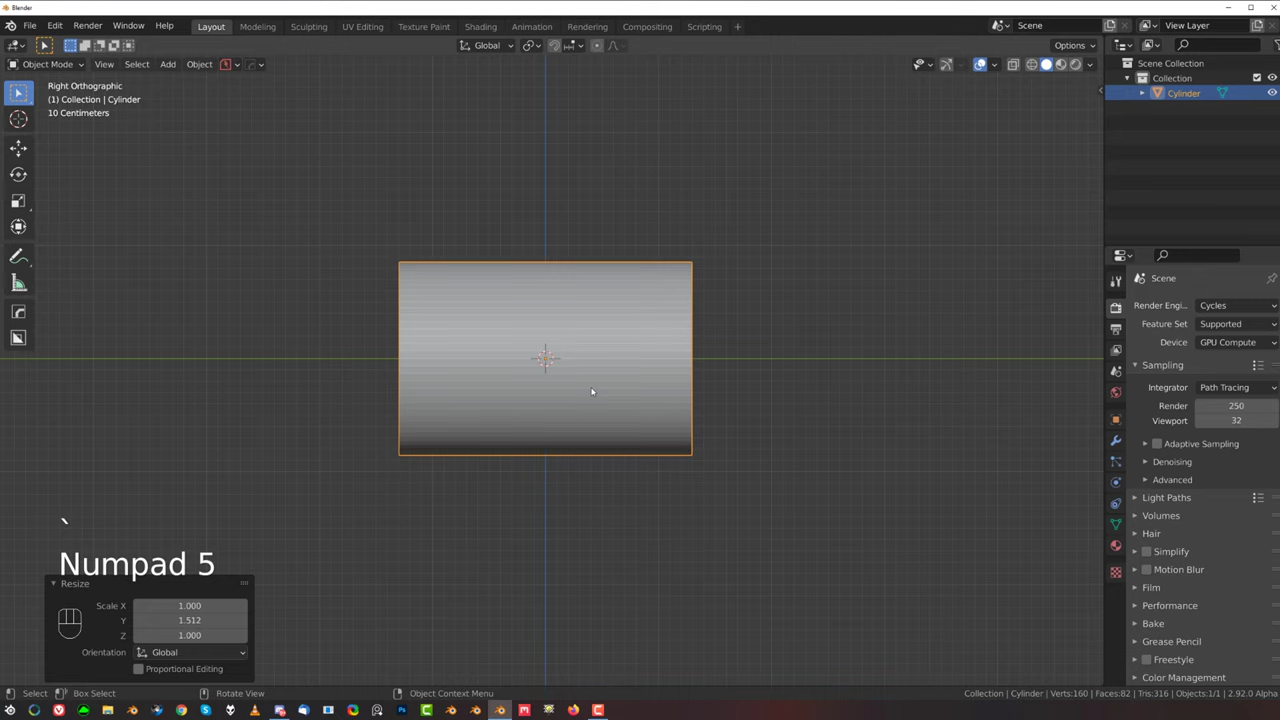 Blender
File Edit Render Window Help Layout Modeling Sculpting UV Editing Texture Paint Shading Animation Rendering Compositing Scripting + Scene View Layer
Global Options
Object Mode View Select Add Object
Right Orthographic
(1) Collection | Cylinder
10 Centimeters
Scene Collection
Collection
Cylinder
Scene
Render Engi... Cycles
Feature Set Supported
Device GPU Compute
Sampling
Integrator Path Tracing
Render 250
Viewport 32
Adaptive Sampling
Denoising
Advanced
Light Paths
Volumes
Hair
Simplify
Motion Blur
Film
Performance
Bake
Grease Pencil
Freestyle
Color Management
`
Numpad 5
Resize
Scale X 1.000
Y 1.512
Z 1.000
Orientation Global
Proportional Editing
Select Box Select Rotate View Object Context Menu Collection | Cylinder | Verts:160 | Faces:82 | Tris:316 | Objects:1/1 | 2.92.0 Alpha